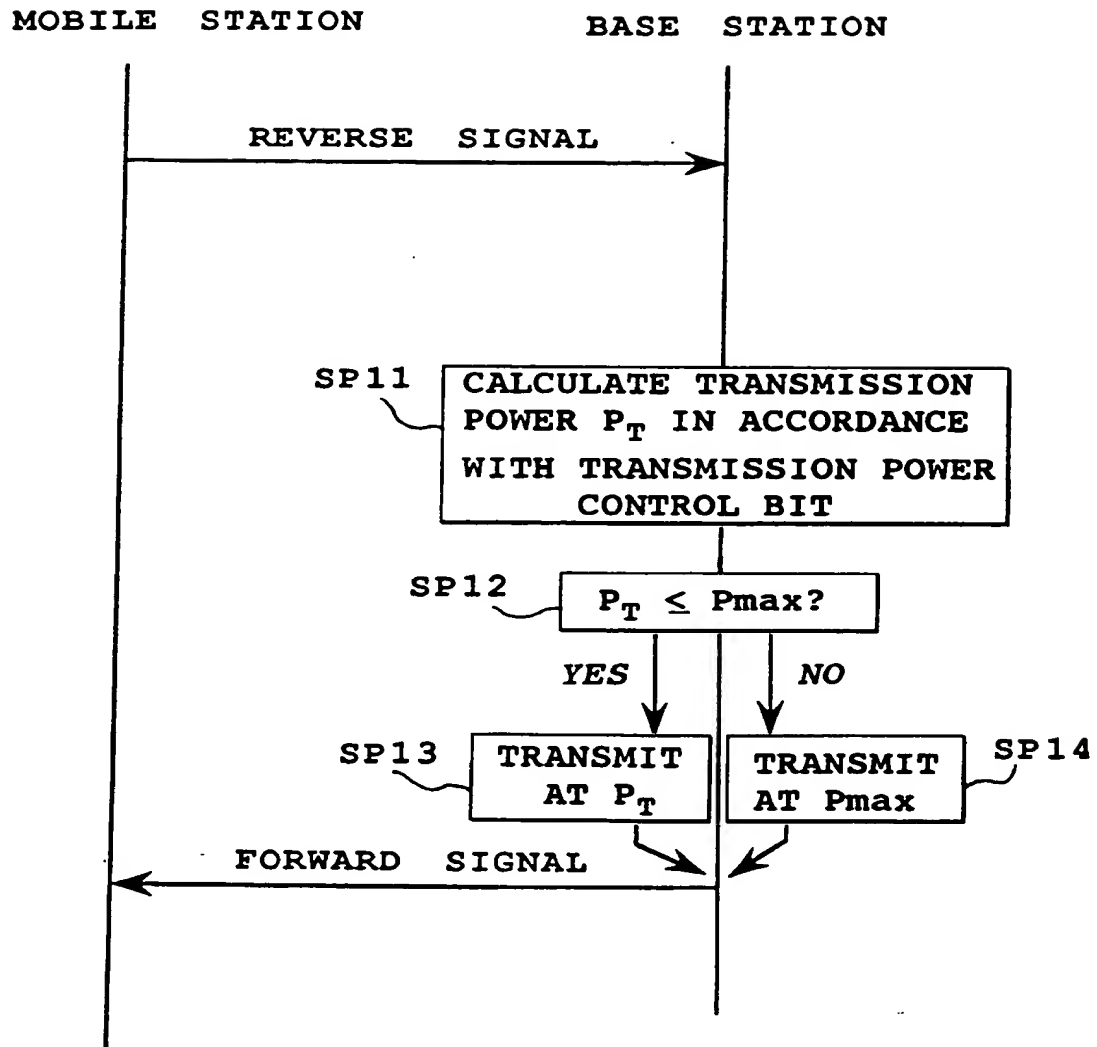 MOBILE STATION
BASE STATION
REVERSE SIGNAL
SP11
CALCULATE TRANSMISSION
POWER PT IN ACCORDANCE
WITH TRANSMISSION POWER
CONTROL BIT
SP12
PT ≤ Pmax?
YES
NO
SP13
TRANSMIT
AT PT
TRANSMIT
AT Pmax
SP14
FORWARD SIGNAL